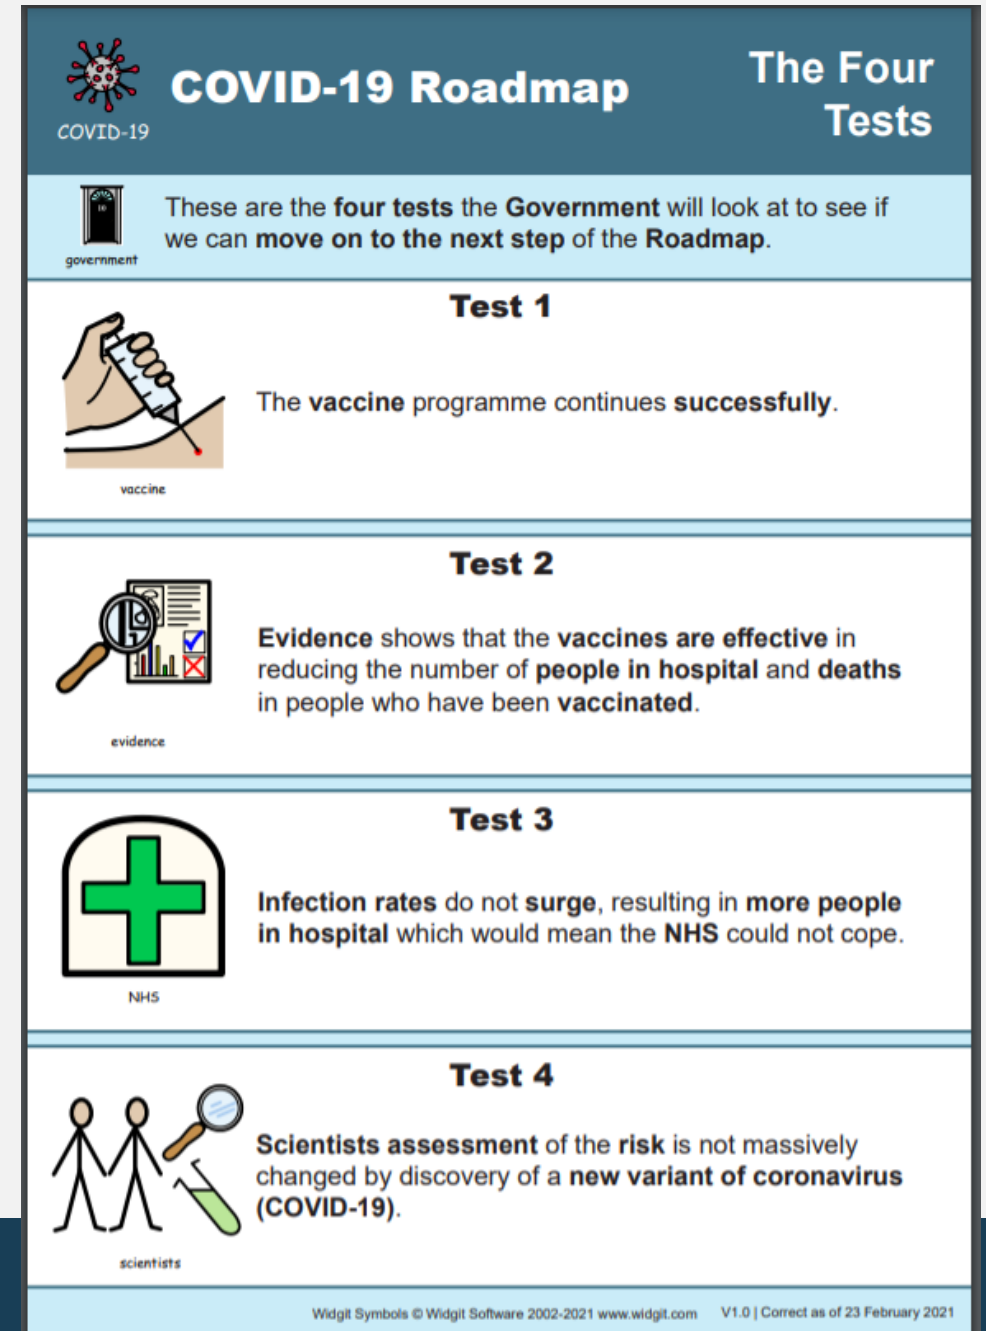 COVID-19 Roadmap
The Four
Tests
COVID-19
These are the four tests the Government will look at to see if
we can move on to the next step of the Roadmap.
10
government
Test 1
The vaccine programme continues successfully.
vaccine
Test 2
Evidence shows that the vaccines are effective in
reducing the number of people in hospital and deaths
in people who have been vaccinated.
evidence
Test 3
Infection rates do not surge, resulting in more people
in hospital which would mean the NHS could not cope.
NHS
Test 4
Scientists assessment of the risk is not massively
changed by discovery of a new variant of coronavirus
(COVID-19).
scientists
Widgit Symbols © Widgit Software 2002-2021 www.widgit.com V1.0 | Correct as of 23 February 2021